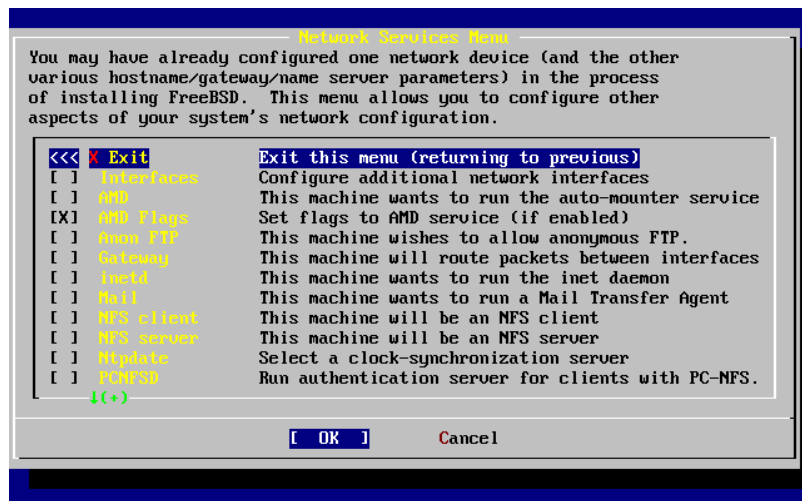 Network Services Menu
You may have already configured one network device (and the other
various hostname/gateway/name server parameters) in the process
of installing FreeBSD.  This menu allows you to configure other
aspects of your system's network configuration.
<<< X Exit Exit this menu (returning to previous)
[ ] Interfaces Configure additional network interfaces
[ ] AMD This machine wants to run the auto-mounter service
[X] AMD Flags Set flags to AMD service (if enabled)
[ ] Anon FTP This machine wishes to allow anonymous FTP.
[ ] Gateway This machine will route packets between interfaces
[ ] inetd This machine wants to run the inet daemon
[ ] Mail This machine wants to run a Mail Transfer Agent
[ ] NFS client This machine will be an NFS client
[ ] NFS server This machine will be an NFS server
[ ] Ntpdate Select a clock-synchronization server
[ ] PCNFSD Run authentication server for clients with PC-NFS.
↓(+)
[ OK ] Cancel